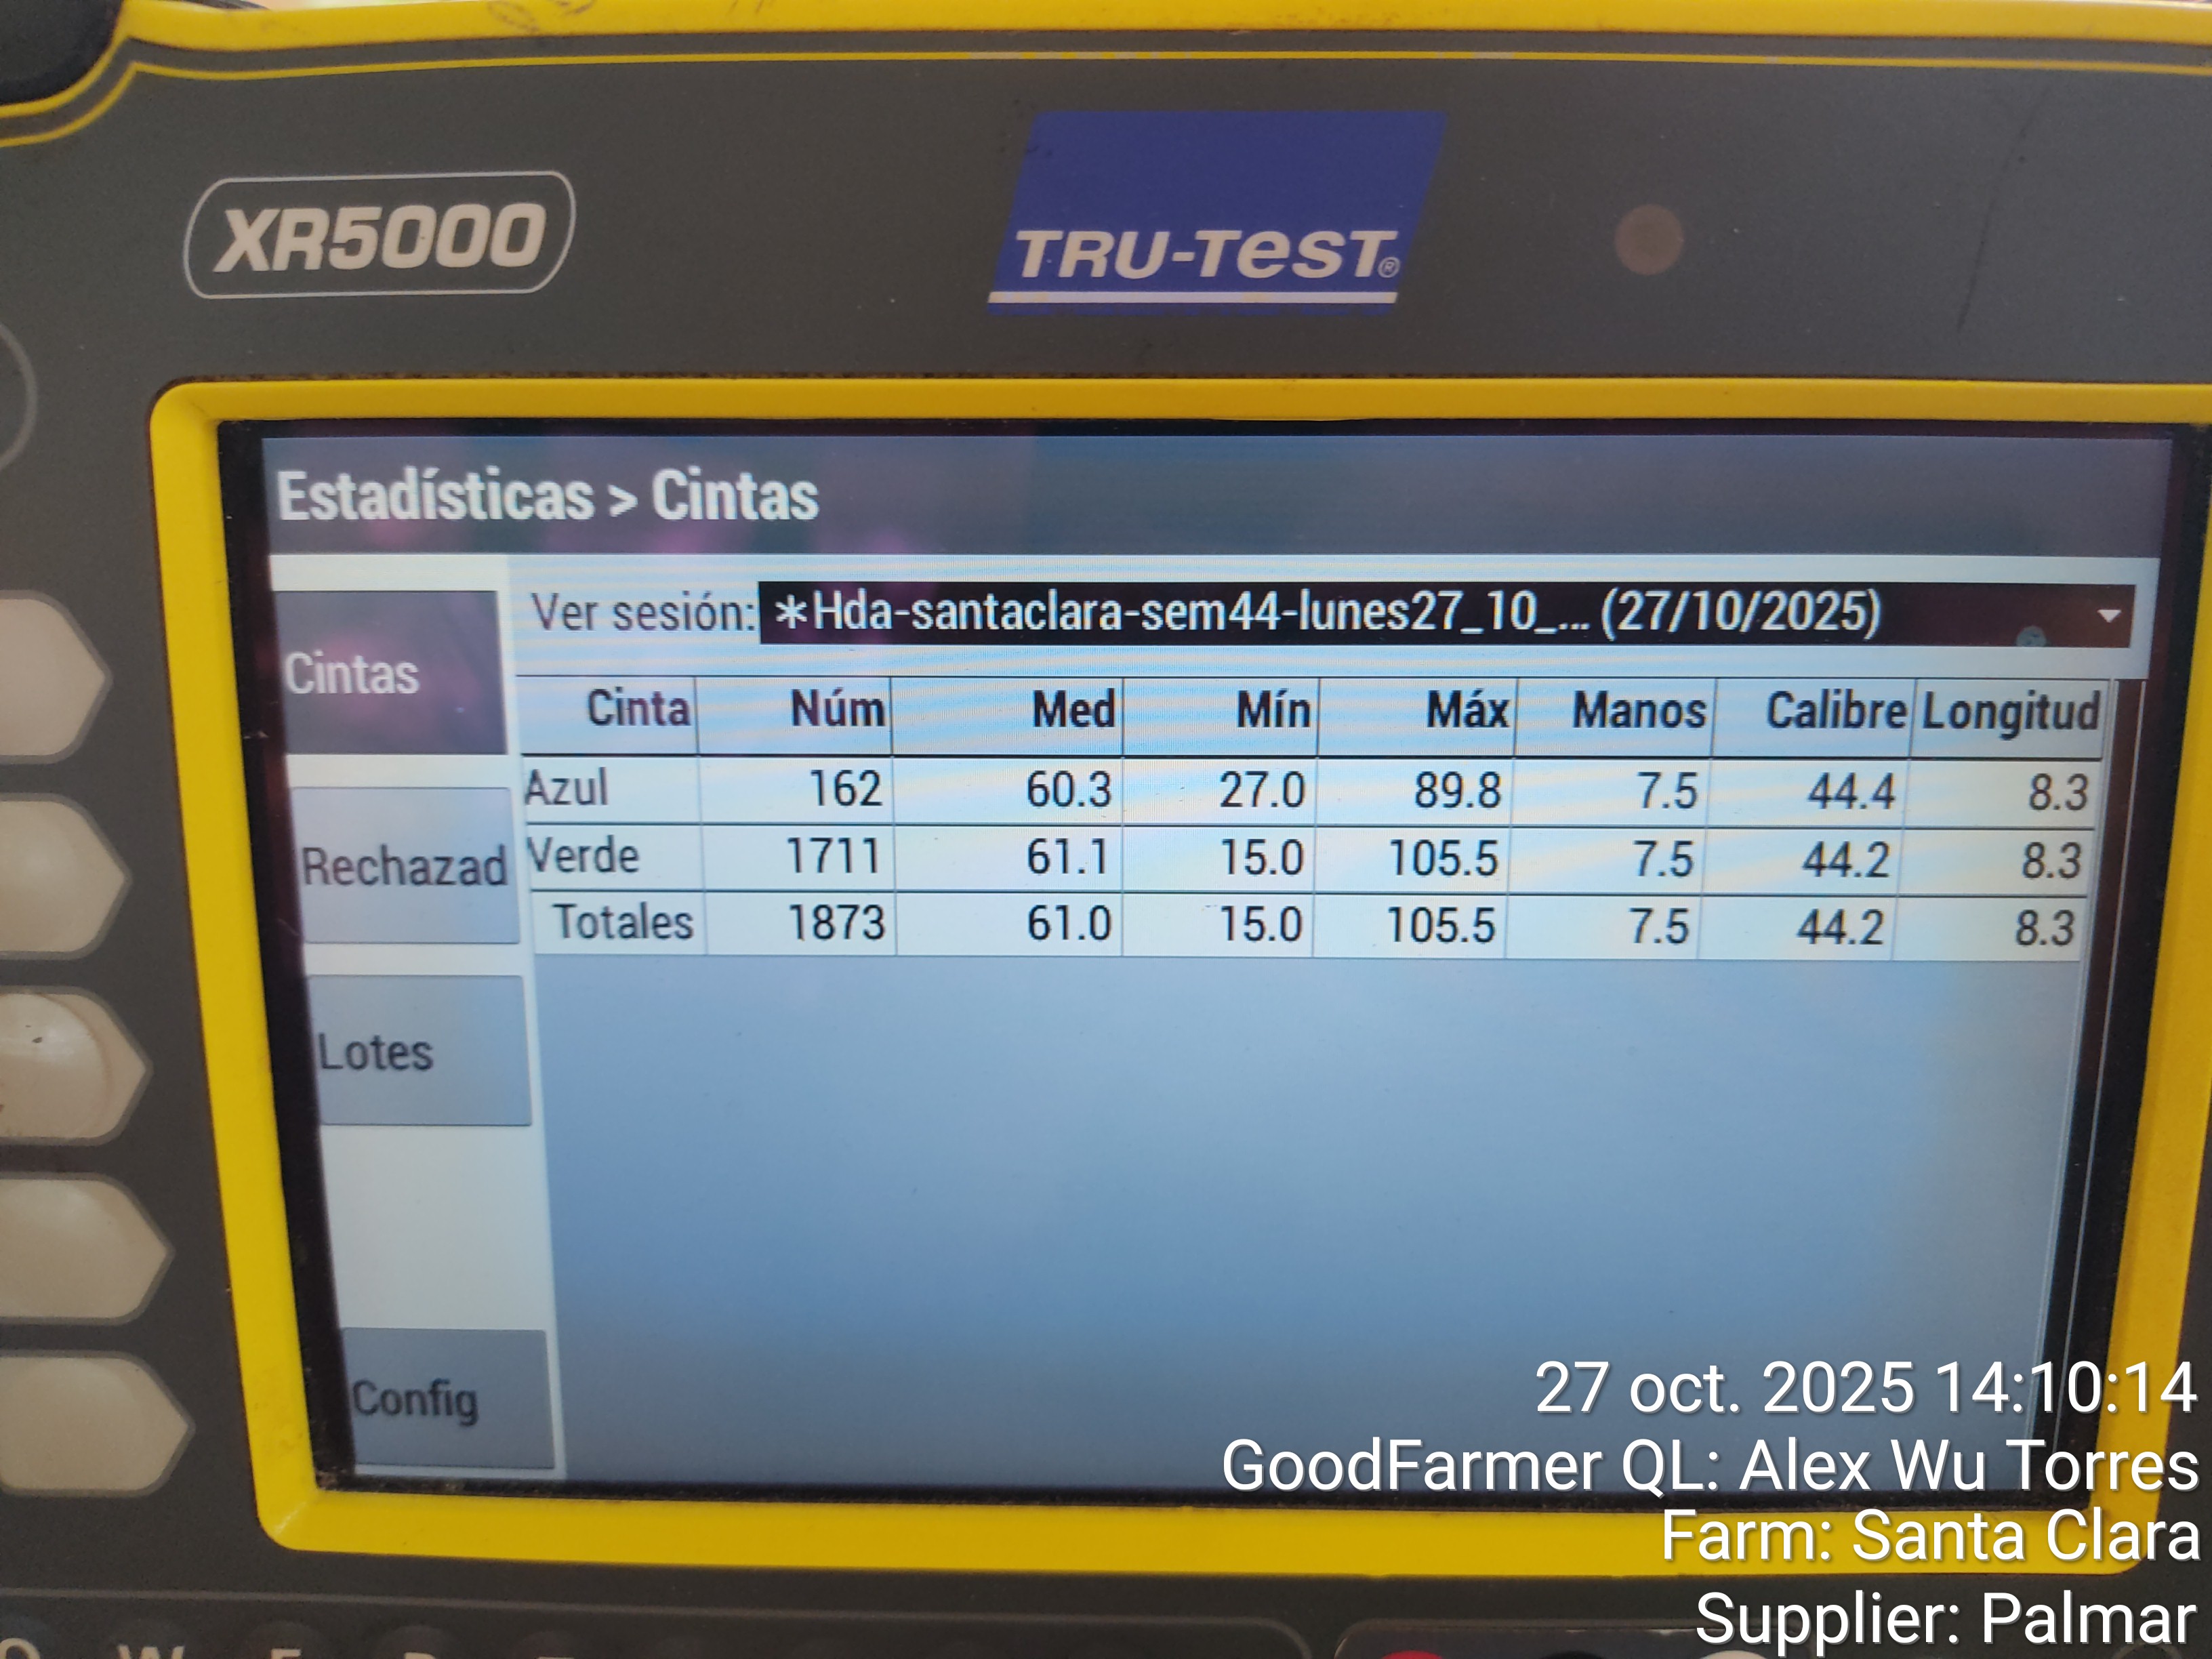 XR5000
TRU-TEST®
Estadísticas > Cintas
Ver sesión: *Hda-santaclara-sem44-lunes27_10_... (27/10/2025)
Cintas
Rechazad
Lotes
Config
Cinta Núm Med Mín Máx Manos Calibre Longitud
Azul 162 60.3 27.0 89.8 7.5 44.4 8.3
Verde 1711 61.1 15.0 105.5 7.5 44.2 8.3
Totales 1873 61.0 15.0 105.5 7.5 44.2 8.3
27 oct. 2025 14:10:14
GoodFarmer QL: Alex Wu Torres
Farm: Santa Clara
Supplier: Palmar